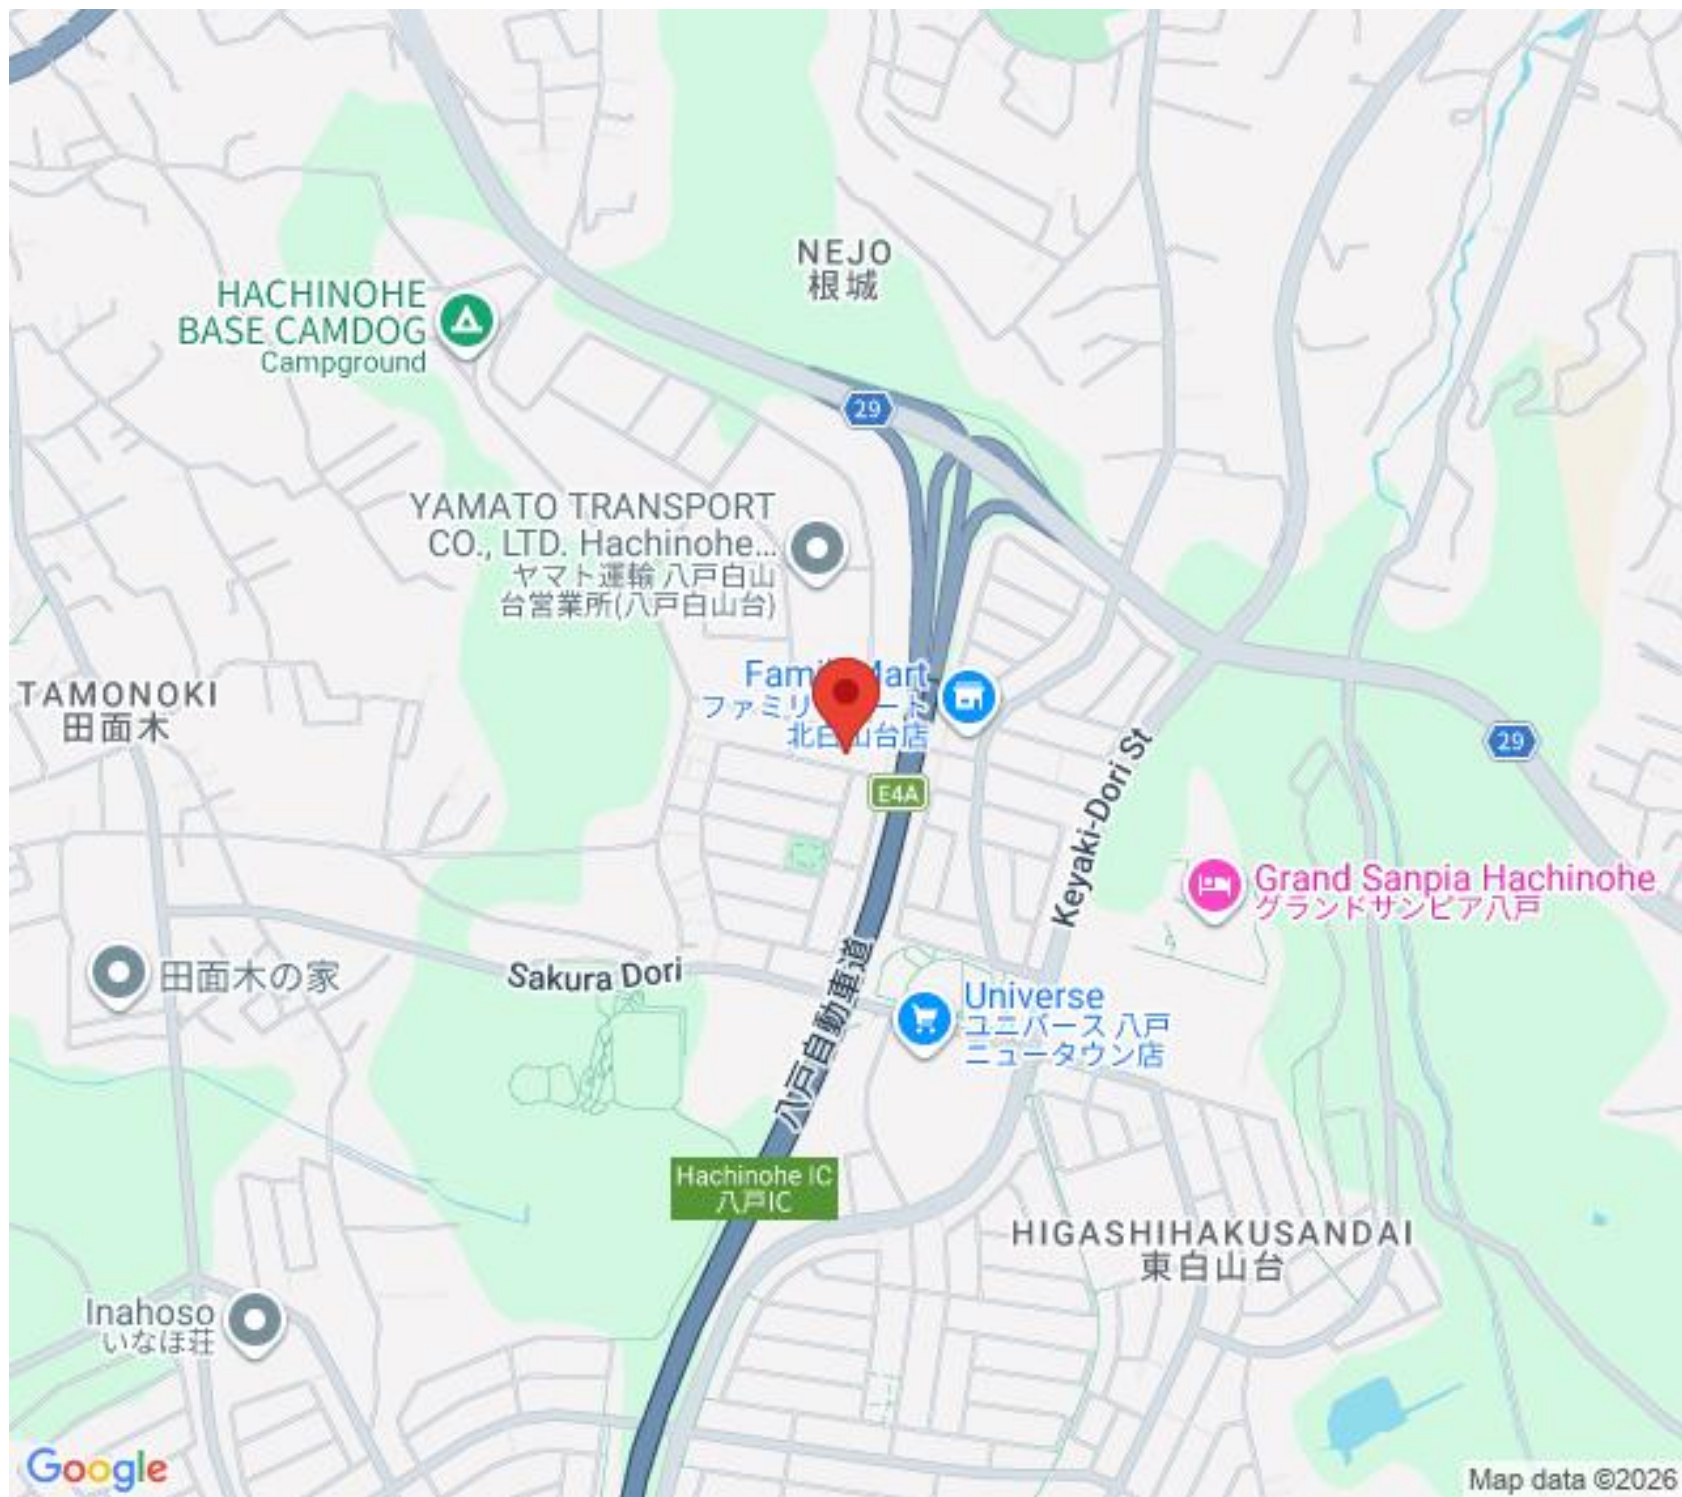 NEJO
根城
HACHINOHE
BASE CAMDOG
Campground
29
YAMATO TRANSPORT
CO., LTD. Hachinohe...
ヤマト運輸 八戸白山
台営業所(八戸白山台)
TAMONOKI
田面木
北白山台店
E4A
Keyaki-Dori St
29
Grand Sanpia Hachinohe
グランドサンピア八戸
田面木の家
Sakura Dori
八戸自動車道
Universe
ユニバース 八戸
ニュータウン店
Hachinohe IC
八戸IC
HIGASHIHAKUSANDAI
東白山台
Inahoso
いなほ荘
Google
Map data ©2026